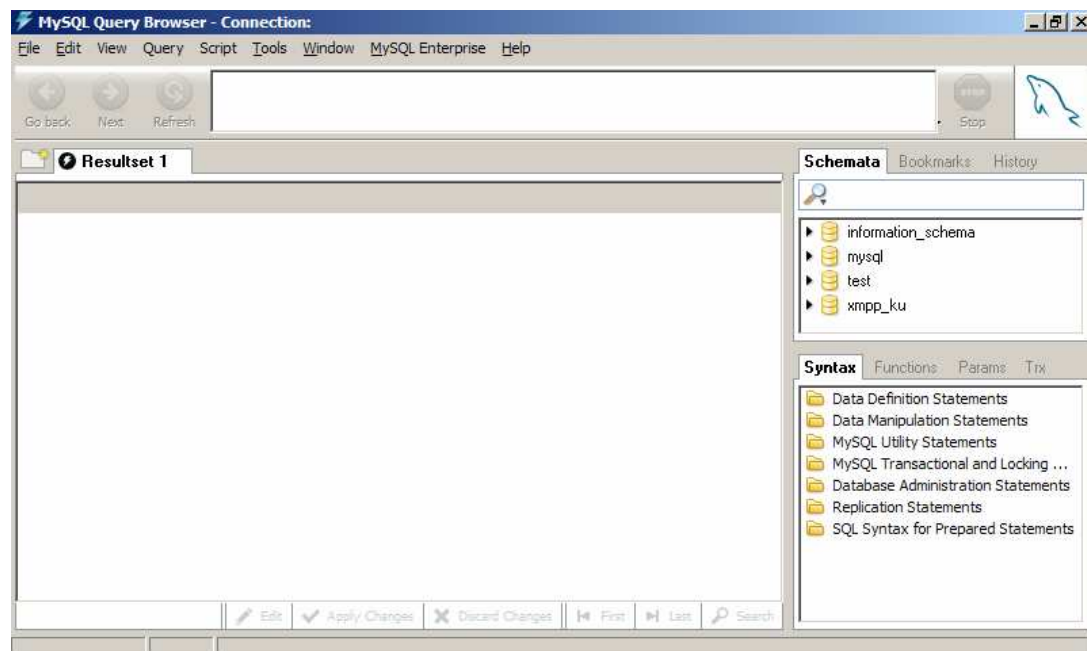 MySQL Query Browser - Connection:
File Edit View Query Script Tools Window MySQL Enterprise Help
Go back Next Refresh Stop
Resultset 1
Schemata Bookmarks History
information_schema
mysql
test
xmpp_ku
Syntax Functions Params Trx
Data Definition Statements
Data Manipulation Statements
MySQL Utility Statements
MySQL Transactional and Locking ...
Database Administration Statements
Replication Statements
SQL Syntax for Prepared Statements
Edit Apply Changes Discard Changes First Last Search